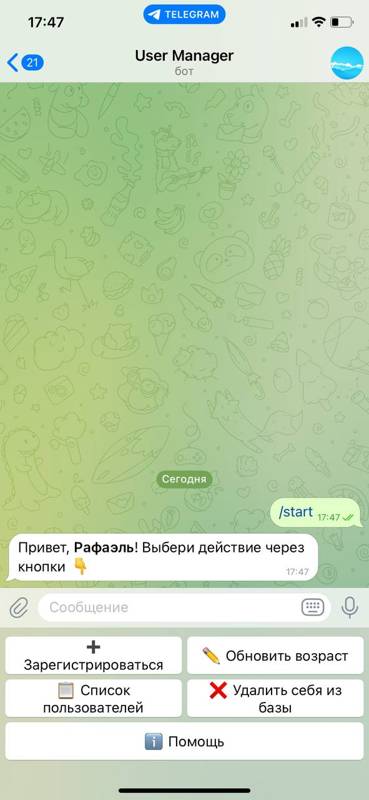 17:47
TELEGRAM
21
User Manager
бот
Сегодня
/start 17:47
Привет, Рафаэль! Выбери действие через
кнопки 👇
17:47
Сообщение
➕
Зарегистрироваться
✏️ Обновить возраст
📋 Список
пользователей
❌ Удалить себя из
базы
ℹ️ Помощь